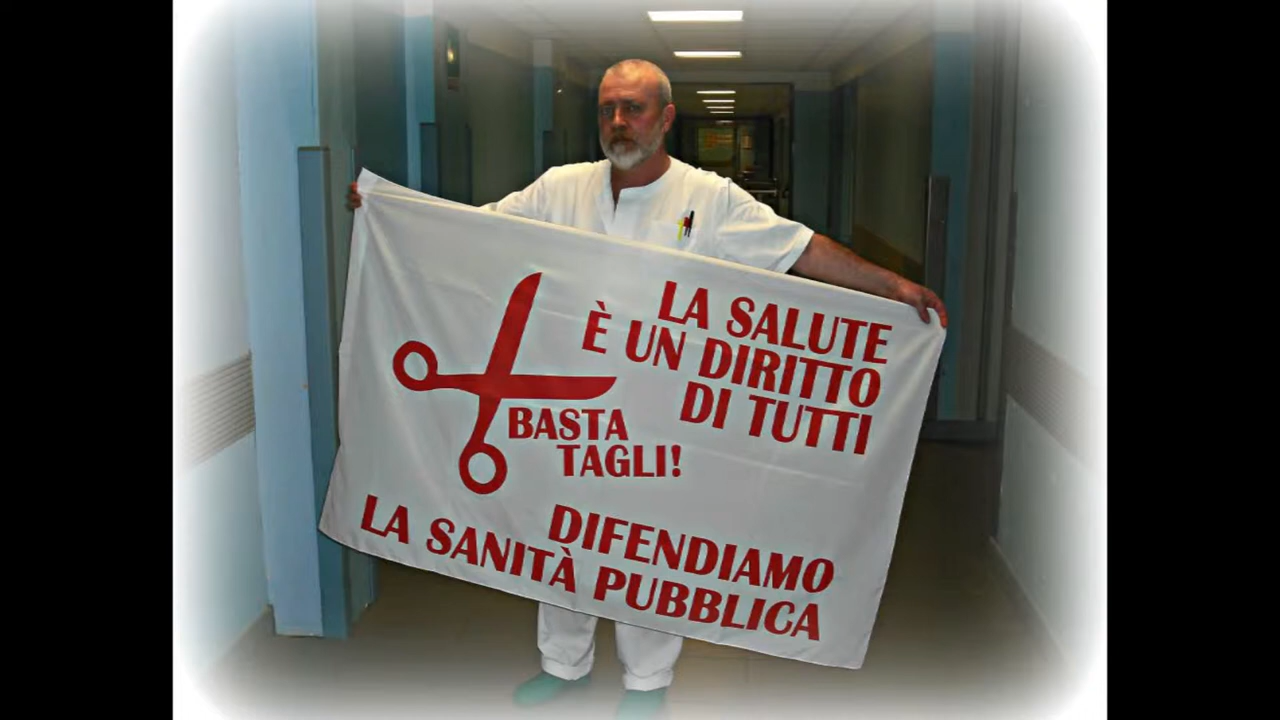 LA SALUTE
È UN DIRITTO
DI TUTTI
BASTA
TAGLI!
DIFENDIAMO
LA SANITÀ PUBBLICA